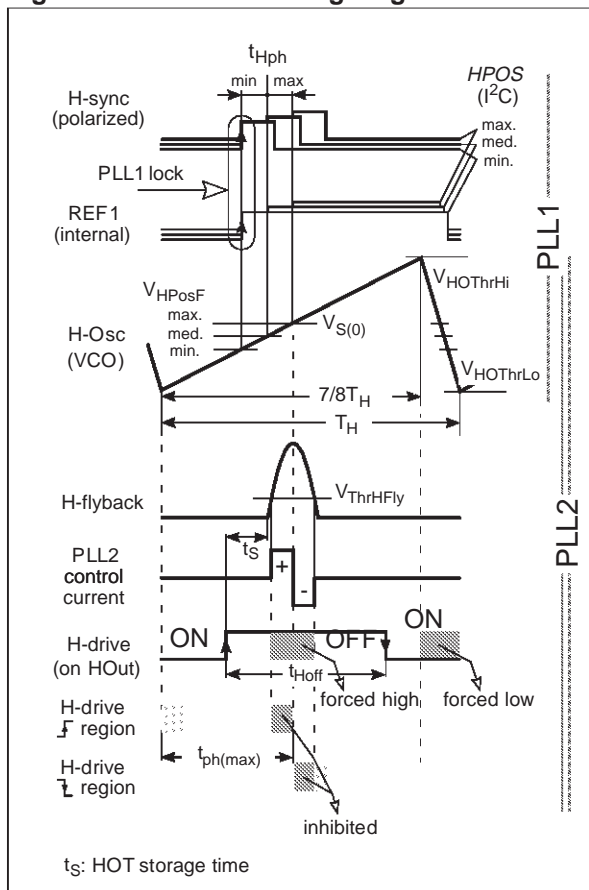 t_Hph
min max
HPOS
(I²C)
H-sync
(polarized)
max.
med.
min.
PLL1 lock
REF1
(internal)
PLL1
V_HPosF
max.
med.
min.
V_HOThrHi
H-Osc
(VCO)
V_S(0)
V_HOThrLo
7/8T_H
T_H
PLL2
H-flyback
V_ThrHFly
t_S
PLL2
control
current
+
-
H-drive
(on HOut)
ON OFF ON
t_Hoff
forced high
forced low
H-drive
region
t_ph(max)
H-drive
region
inhibited
t_S: HOT storage time